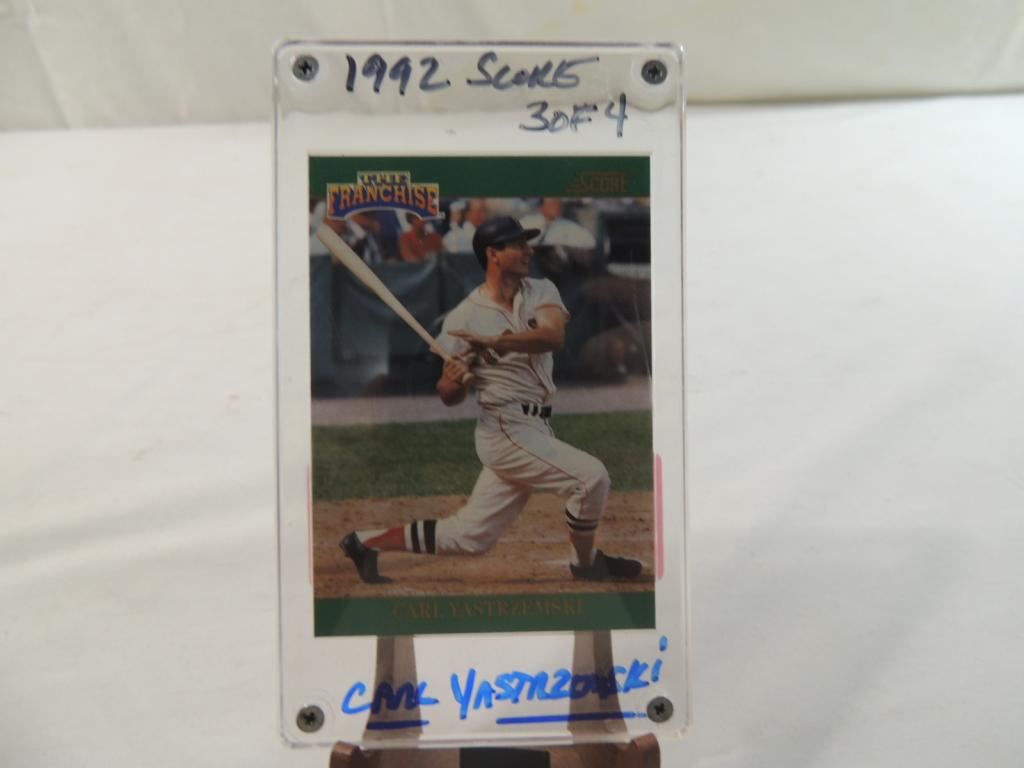 1992 SCORE
3 OF 4
THE
FRANCHISE
SCORE
CARL YASTRZEMSKI
CARL YASTRZEMSKI